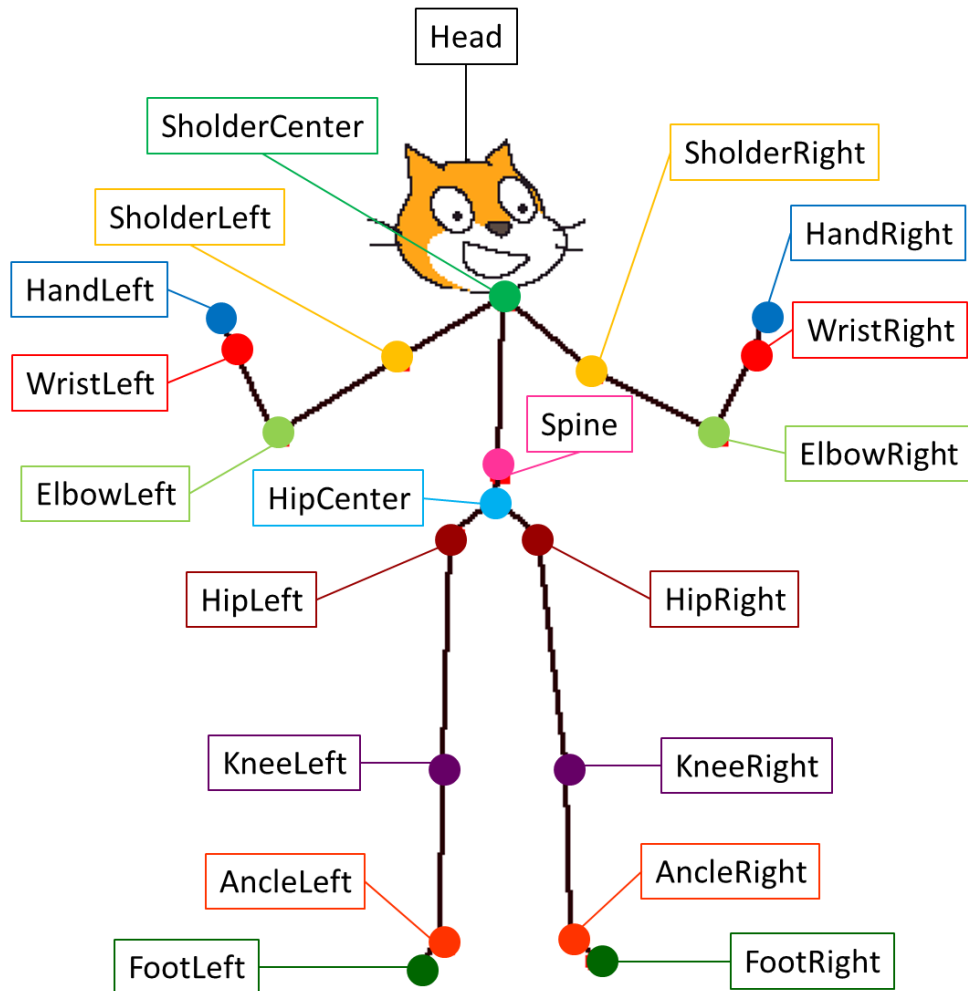 Head
SholderCenter
SholderRight
SholderLeft
HandRight
HandLeft
WristRight
WristLeft
Spine
ElbowRight
ElbowLeft
HipCenter
HipLeft
HipRight
KneeLeft
KneeRight
AncleRight
AncleLeft
FootRight
FootLeft